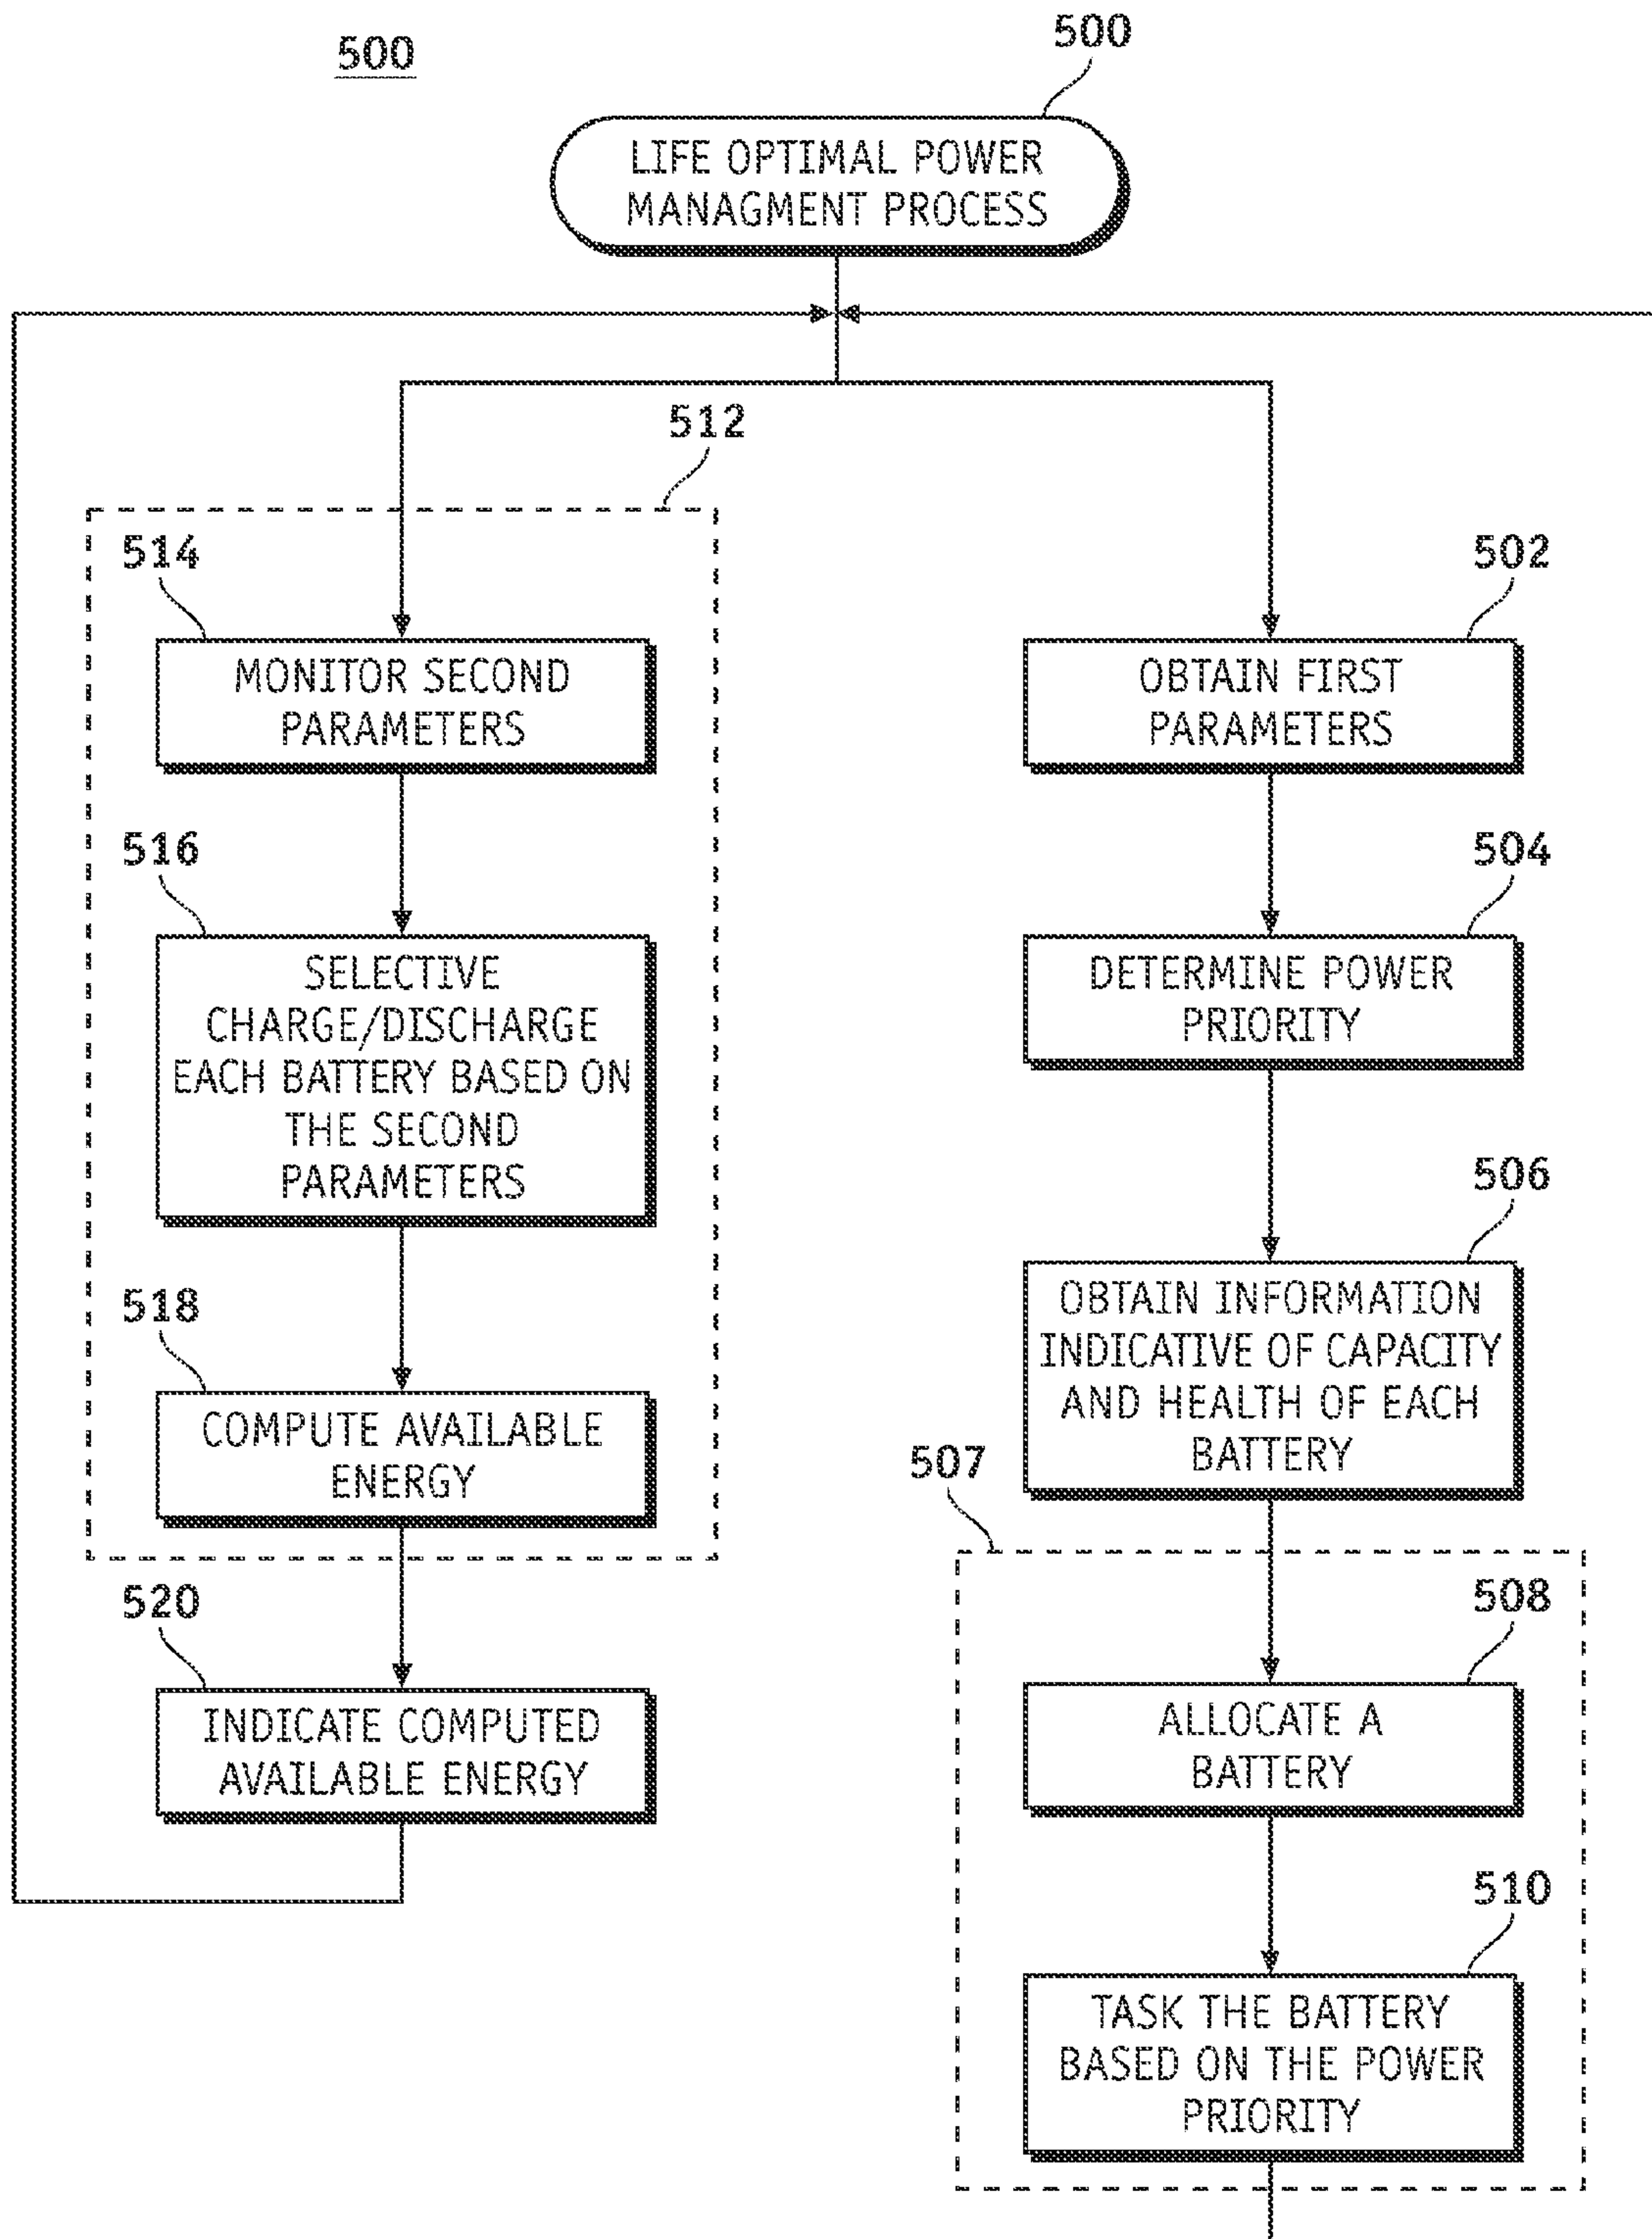 500
500
LIFE OPTIMAL POWER
MANAGMENT PROCESS
512
514
MONITOR SECOND
PARAMETERS
516
SELECTIVE
CHARGE/DISCHARGE
EACH BATTERY BASED ON
THE SECOND
PARAMETERS
518
COMPUTE AVAILABLE
ENERGY
520
INDICATE COMPUTED
AVAILABLE ENERGY
502
OBTAIN FIRST
PARAMETERS
504
DETERMINE POWER
PRIORITY
506
OBTAIN INFORMATION
INDICATIVE OF CAPACITY
AND HEALTH OF EACH
BATTERY
507
508
ALLOCATE A
BATTERY
510
TASK THE BATTERY
BASED ON THE POWER
PRIORITY